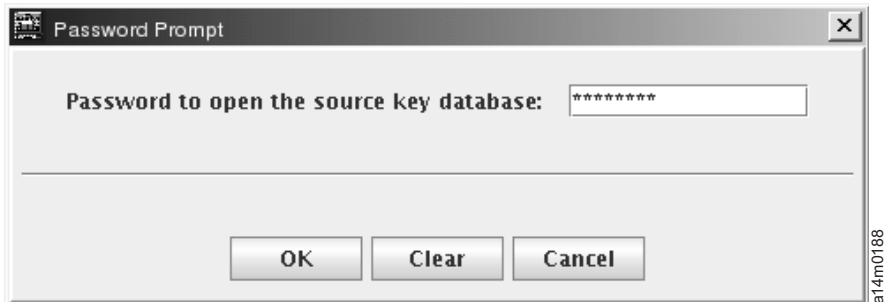 Password Prompt
Password to open the source key database: ********
OK Clear Cancel
a14m0188